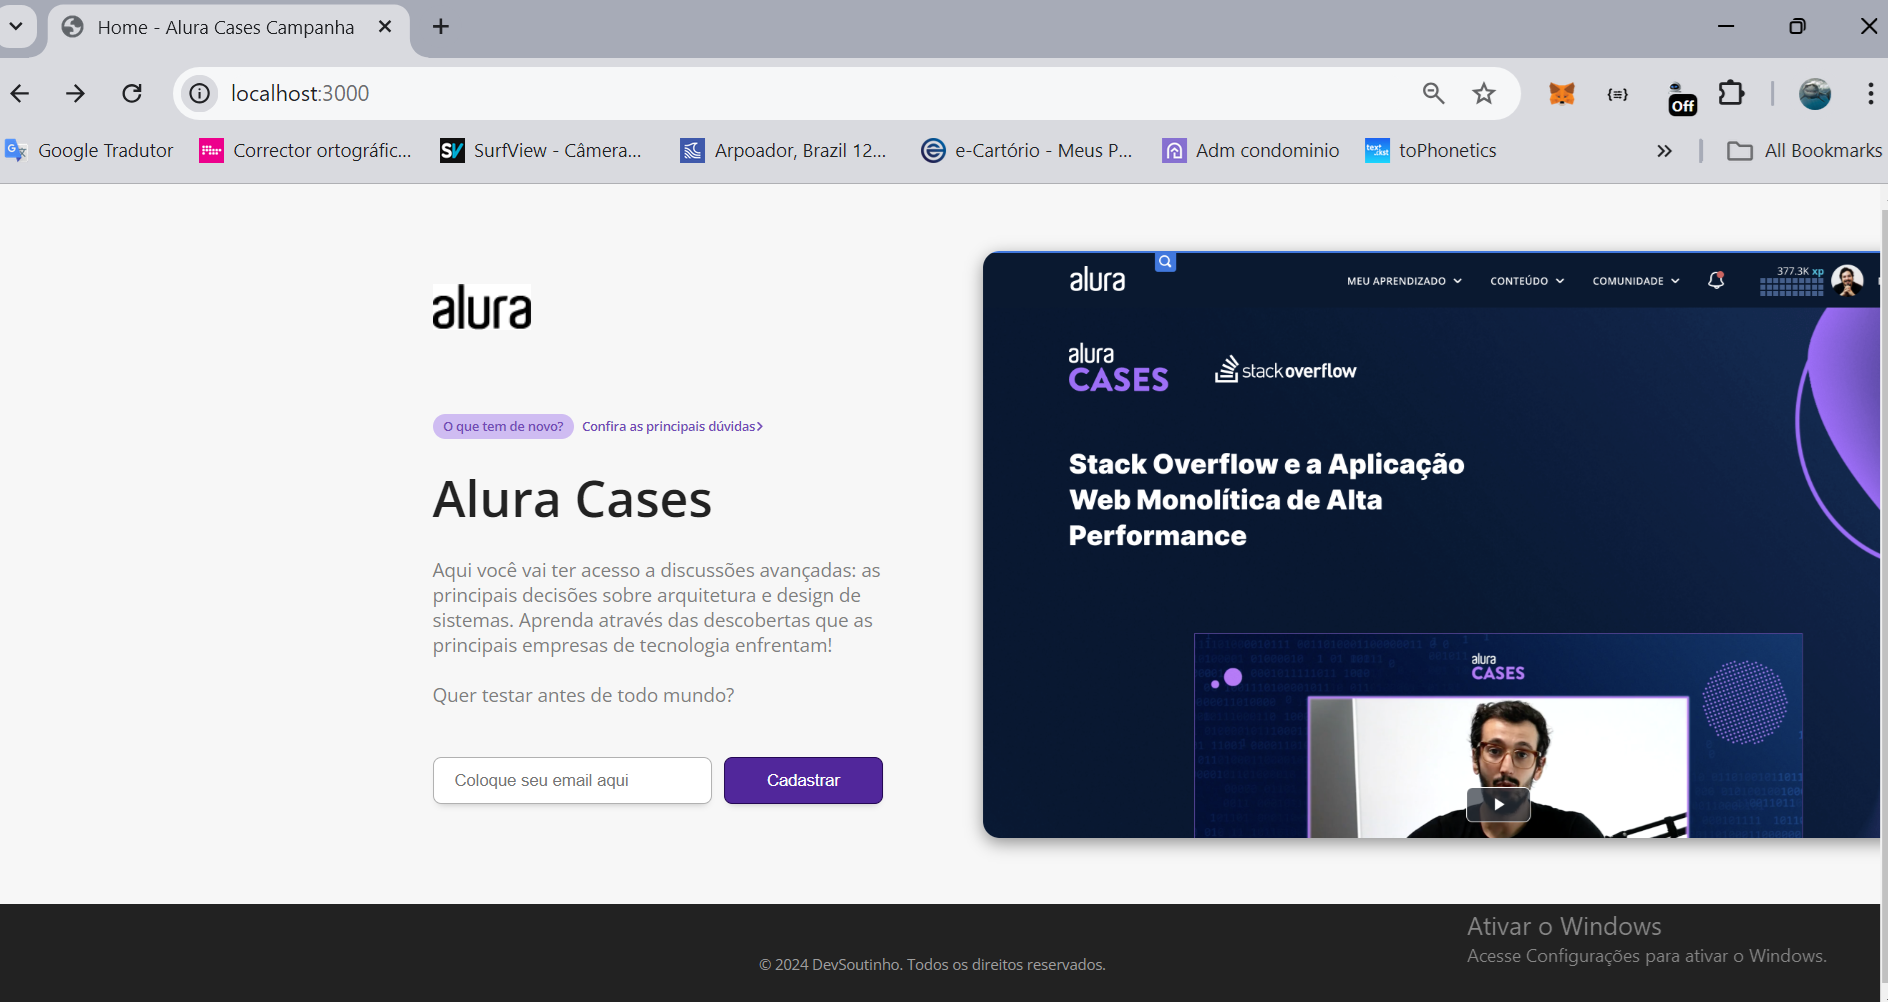 Home - Alura Cases Campanha
localhost:3000
Off
Google Tradutor
Corrector ortográfic...
SV
SurfView - Câmera...
Arpoador, Brazil 12...
e-Cartório - Meus P...
Adm condominio
toPhonetics
» All Bookmarks
alura
O que tem de novo? Confira as principais dúvidas
Alura Cases
Aqui você vai ter acesso a discussões avançadas: as
principais decisões sobre arquitetura e design de
sistemas. Aprenda através das descobertas que as
principais empresas de tecnologia enfrentam!
Quer testar antes de todo mundo?
Coloque seu email aqui
Cadastrar
alura
MEU APRENDIZADO
CONTEÚDO
COMUNIDADE
377.3K xp
alura
CASES
stackoverflow
Stack Overflow e a Aplicação
Web Monolítica de Alta
Performance
alura
CASES
© 2024 DevSoutinho. Todos os direitos reservados.
Ativar o Windows
Acesse Configurações para ativar o Windows.